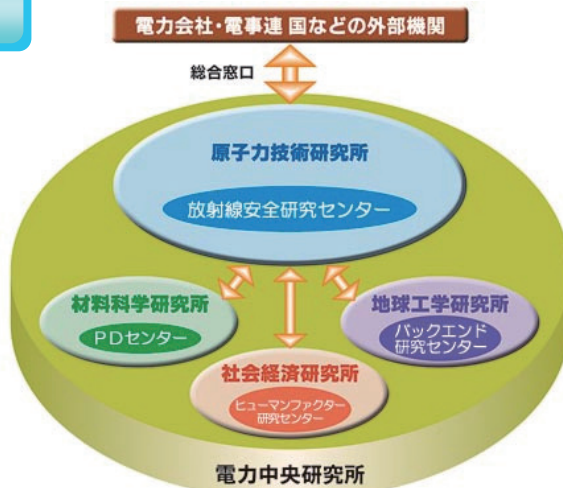 電力会社・電事連 国などの外部機関
総合窓口
原子力技術研究所
放射線安全研究センター
材料科学研究所
PDセンター
地球工学研究所
バックエンド
研究センター
社会経済研究所
ヒューマンファクター
研究センター
電力中央研究所